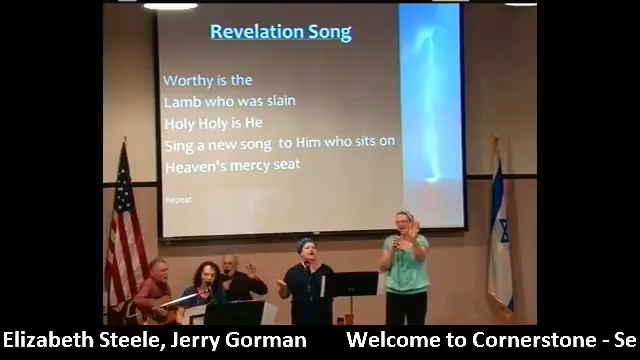 Revelation Song
Worthy is the
Lamb who was slain
Holy Holy is He
Sing a new song to Him who sits on
Heaven's mercy seat
Repeat
Elizabeth Steele, Jerry Gorman Welcome to Cornerstone - Se